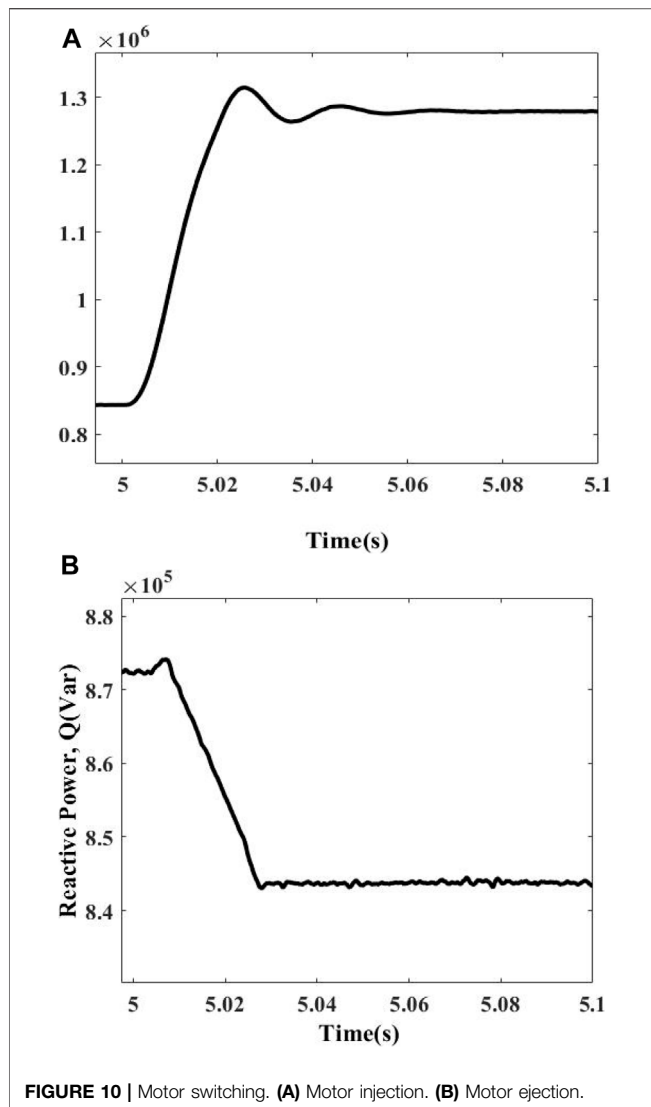 A ×10^6
1.3
1.2
1.1
1
0.9
0.8
5 5.02 5.04 5.06 5.08 5.1
Time(s)
B
×10^5
8.8
8.7
8.6
8.5
8.4
Reactive Power, Q(Var)
5 5.02 5.04 5.06 5.08 5.1
Time(s)
FIGURE 10 | Motor switching. (A) Motor injection. (B) Motor ejection.